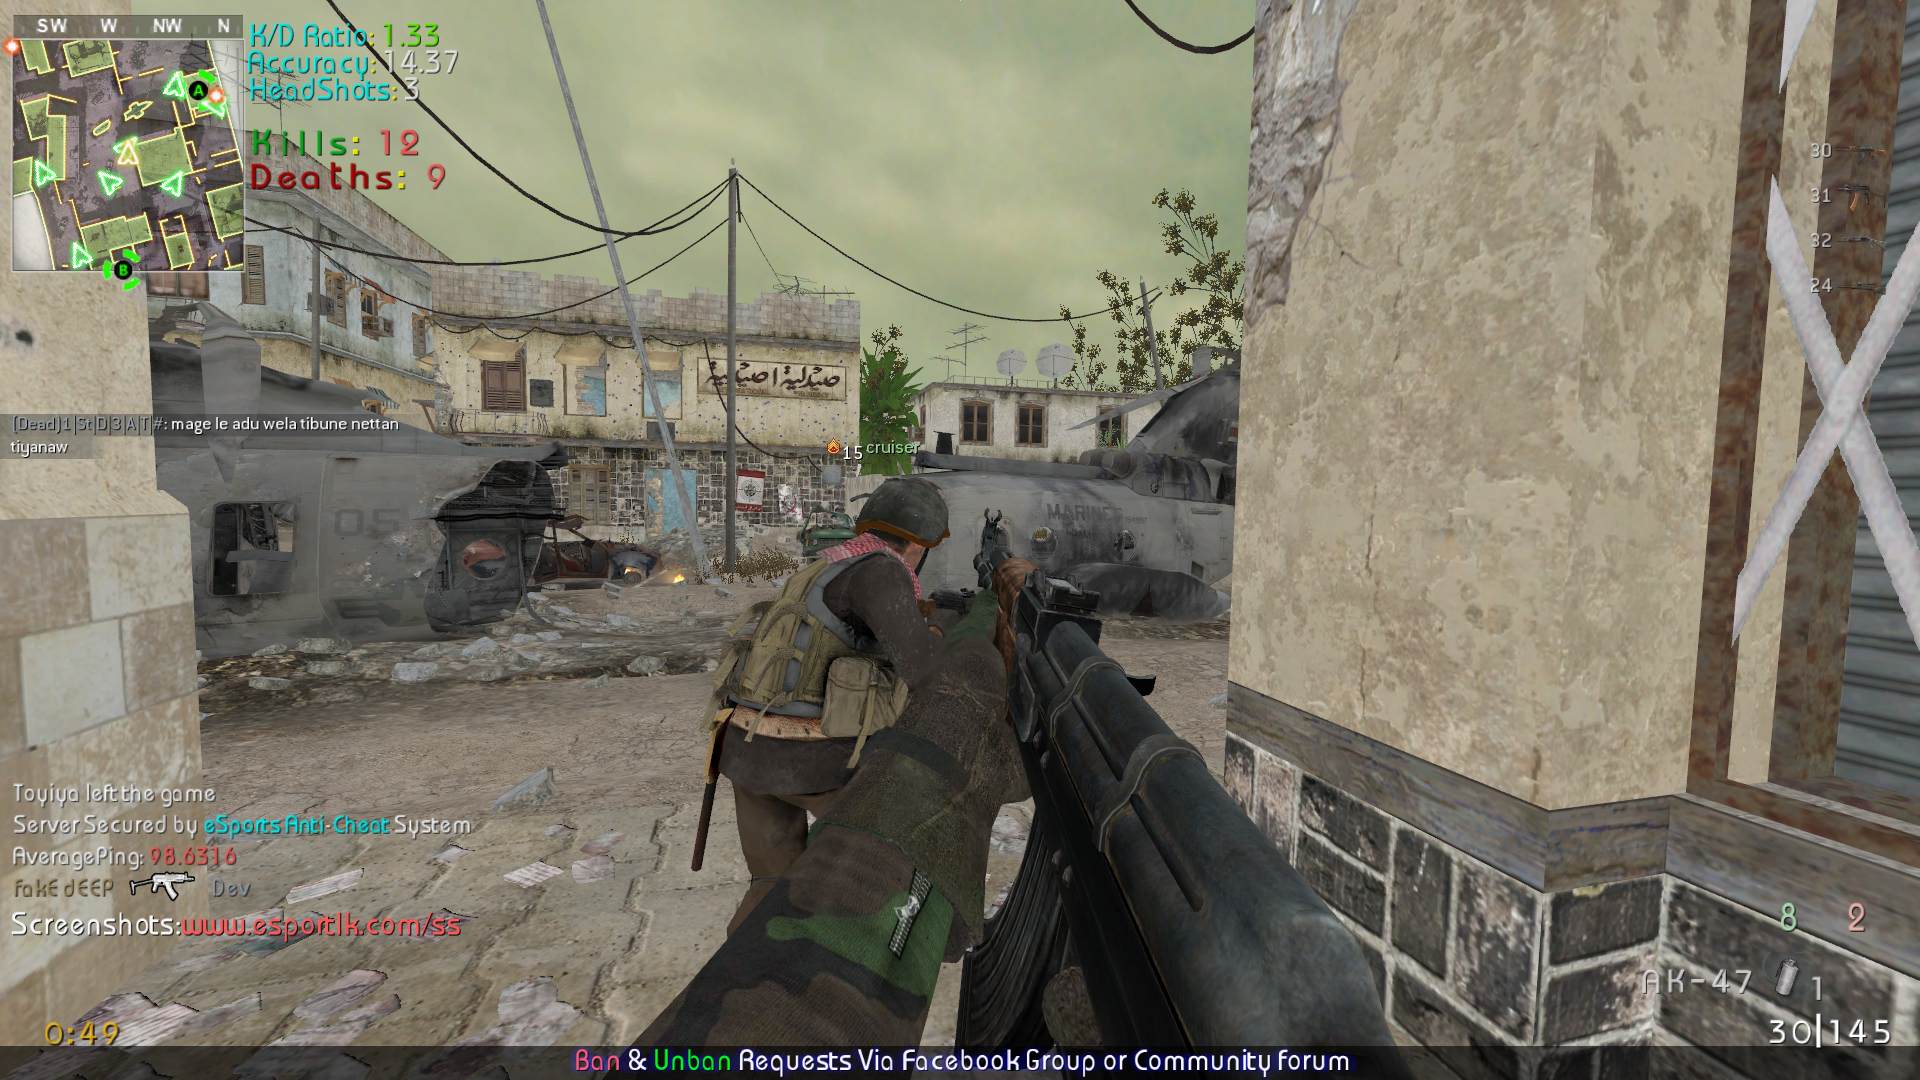 SW W NW N
K/D Ratio: 1.33
Accuracy: 14.37
HeadShots: 3
Kills: 12
Deaths: 9
A
B
30
31
32
24
صيدلية ا صيدلية
(Dead)1|St|D|3|A|T|#: mage le adu wela tibune nettan
tiyanaw
15 cruiser
05
MARINES
Toyiya left the game
Server Secured by eSports Anti-Cheat System
AveragePing: 98.6316
fakE dEEP Dev
Screenshots:www.esportlk.com/ss
8 2
AK-47 1
30|145
0:49
Ban & Unban Requests Via Facebook Group or Community Forum